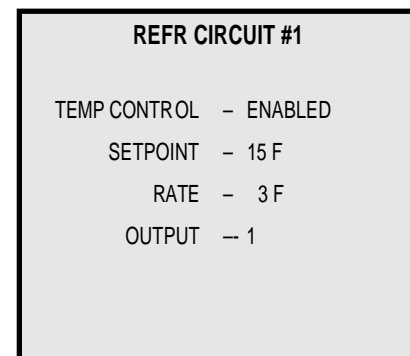 REFR CIRCUIT #1
TEMP CONTROL – ENABLED
SETPOINT – 15 F
RATE – 3 F
OUTPUT –- 1